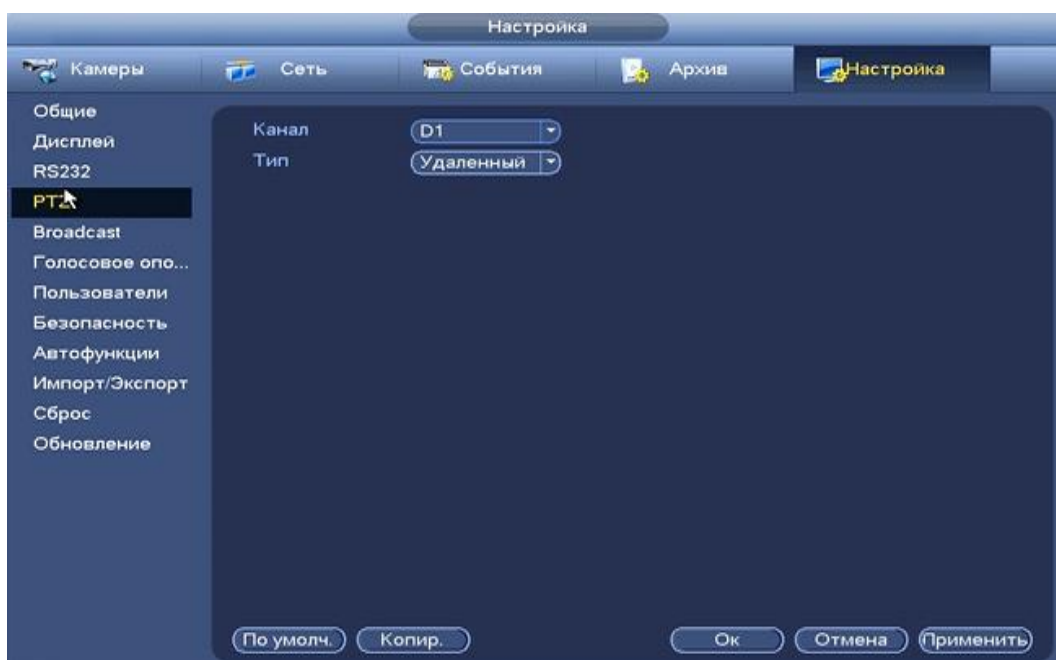 Настройка
Камеры Сеть События Архив Настройка
Общие
Дисплей
RS232
PTZ
Broadcast
Голосовое опо...
Пользователи
Безопасность
Автофункции
Импорт/Экспорт
Сброс
Обновление
Канал D1
Тип Удаленный
По умолч. Копир. Ок Отмена Применить